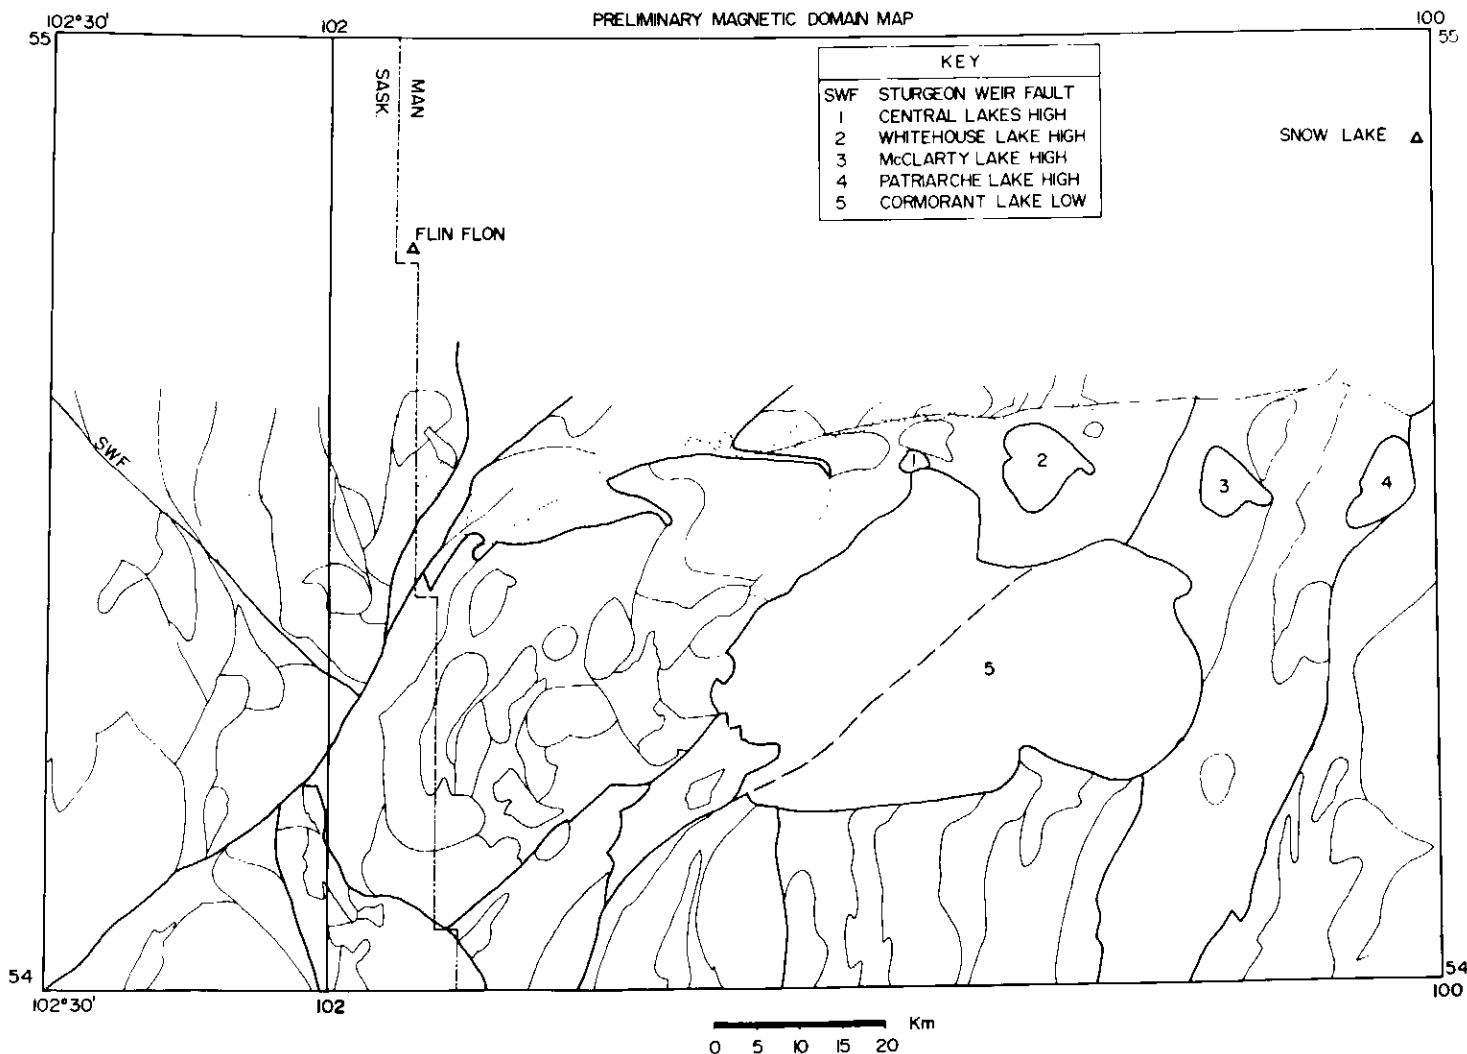 PRELIMINARY MAGNETIC DOMAIN MAP
102°30'
102
100
55
55
KEY
SWF STURGEON WEIR FAULT
1 CENTRAL LAKES HIGH
2 WHITEHOUSE LAKE HIGH
3 McCLARTY LAKE HIGH
4 PATRIARCHE LAKE HIGH
5 CORMORANT LAKE LOW
SASK.
MAN
SNOW LAKE
FLIN FLON
SWF
1
2
3
4
5
54
54
102°30'
102
100
Km
0 5 10 15 20